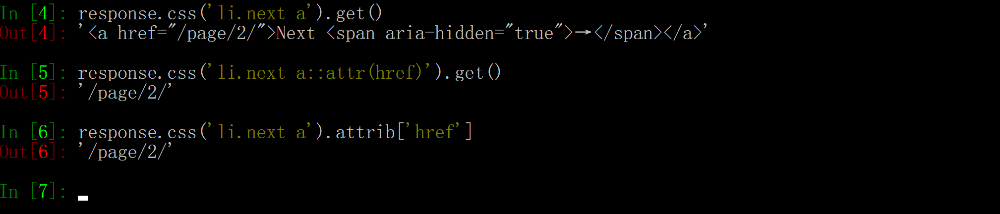 In [4]: response.css('li.next a').get()
Out[4]: '<a href="/page/2/">Next <span aria-hidden="true">→</span></a>'
In [5]: response.css('li.next a::attr(href)').get()
Out[5]: '/page/2/'
In [6]: response.css('li.next a').attrib['href']
Out[6]: '/page/2/'
In [7]: